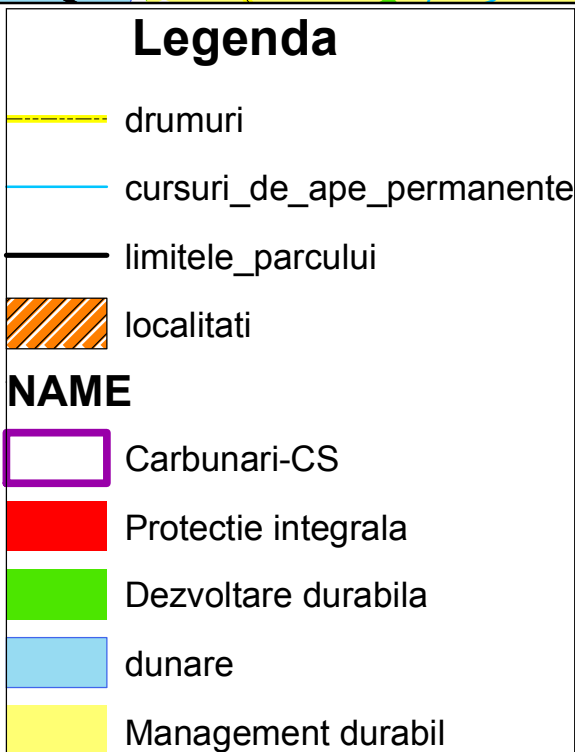 Legenda
drumuri
cursuri_de_ape_permanente
limitele_parcului
localitati
NAME
Carbunari-CS
Protectie integrala
Dezvoltare durabila
dunare
Management durabil